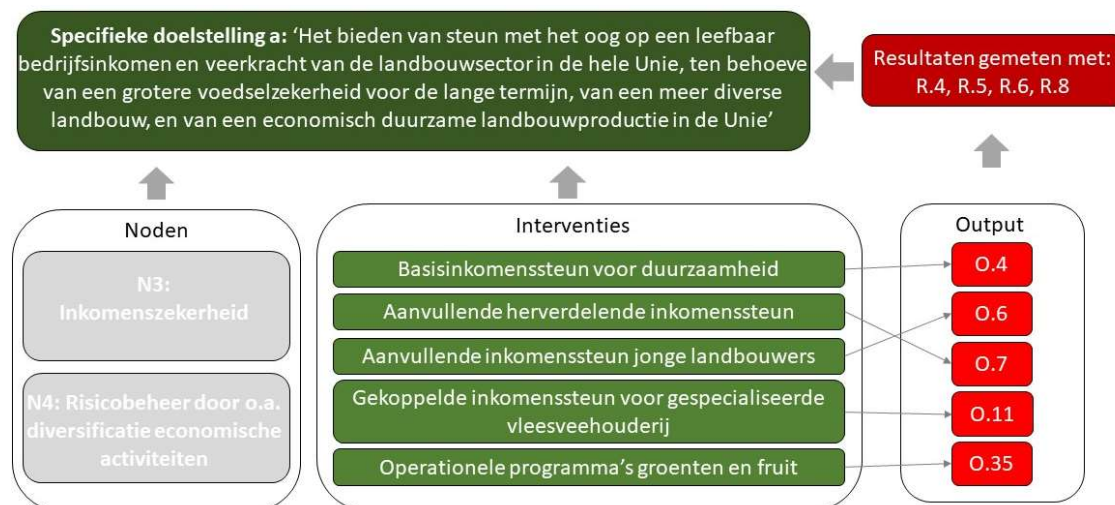 Specifieke doelstelling a: ‘Het bieden van steun met het oog op een leefbaar
bedrijfsinkomen en veerkracht van de landbouwsector in de hele Unie, ten behoeve
van een grotere voedselzekerheid voor de lange termijn, van een meer diverse
landbouw, en van een economisch duurzame landbouwproductie in de Unie’
Resultaten gemeten met:
R.4, R.5, R.6, R.8
Noden
N3:
Inkomenszekerheid
N4: Risicobeheer door o.a.
diversificatie economische
activiteiten
Interventies
Basisinkomenssteun voor duurzaamheid
Aanvullende herverdelende inkomenssteun
Aanvullende inkomenssteun jonge landbouwers
Gekoppelde inkomenssteun voor gespecialiseerde
vleesveehouderij
Operationele programma’s groenten en fruit
Output
O.4
O.6
O.7
O.11
O.35